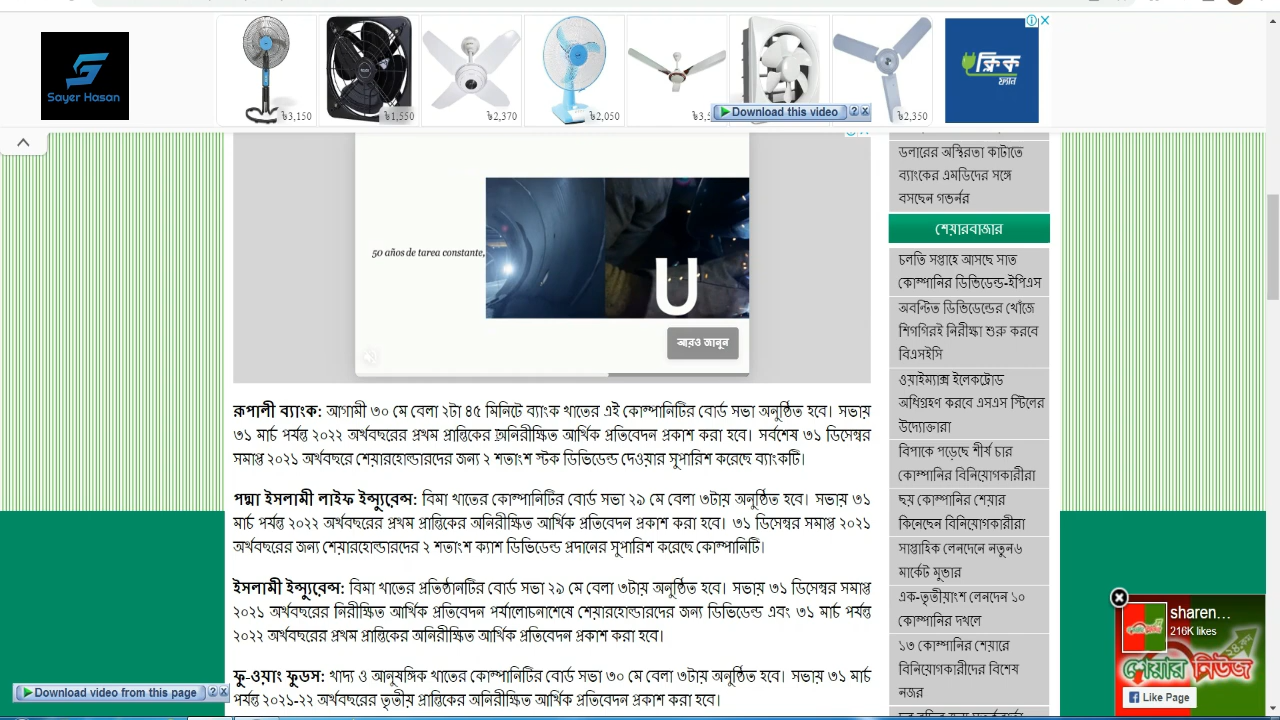 Sayer Hasan
৳3,150
৳1,550
৳2,370
৳2,050
৳3,5
৳2,350
ক্লিক
ফ্যান
Download this video
50 años de tarea constante,
U
আরও জানুন
রূপালী ব্যাংক: আগামী ৩০ মে বেলা ২টা ৪৫ মিনিটে ব্যাংক খাতের এই কোম্পানিটির বোর্ড সভা অনুষ্ঠিত হবে। সভায়
৩১ মার্চ পর্যন্ত ২০২২ অর্থবছরের প্রথম প্রান্তিকের অনিরীক্ষিত আর্থিক প্রতিবেদন প্রকাশ করা হবে। সর্বশেষ ৩১ ডিসেম্বর
সমাপ্ত ২০২১ অর্থবছরে শেয়ারহোল্ডারদের জন্য ২ শতাংশ স্টক ডিভিডেন্ড দেওয়ার সুপারিশ করেছে ব্যাংকটি।
পদ্মা ইসলামী লাইফ ইন্স্যুরেন্স: বিমা খাতের কোম্পানিটির বোর্ড সভা ২৯ মে বেলা ৩টায় অনুষ্ঠিত হবে। সভায় ৩১
মার্চ পর্যন্ত ২০২২ অর্থবছরের প্রথম প্রান্তিকের অনিরীক্ষিত আর্থিক প্রতিবেদন প্রকাশ করা হবে। ৩১ ডিসেম্বর সমাপ্ত ২০২১
অর্থবছরের জন্য শেয়ারহোল্ডারদের ২ শতাংশ ক্যাশ ডিভিডেন্ড প্রদানের সুপারিশ করেছে কোম্পানিটি।
ইসলামী ইন্স্যুরেন্স: বিমা খাতের প্রতিষ্ঠানটির বোর্ড সভা ২৯ মে বেলা ৩টায় অনুষ্ঠিত হবে। সভায় ৩১ ডিসেম্বর সমাপ্ত
২০২১ অর্থবছরের নিরীক্ষিত আর্থিক প্রতিবেদন পর্যালোচনাশেষে শেয়ারহোল্ডারদের জন্য ডিভিডেন্ড এবং ৩১ মার্চ পর্যন্ত
২০২২ অর্থবছরের প্রথম প্রান্তিকের অনিরীক্ষিত আর্থিক প্রতিবেদন প্রকাশ করা হবে।
ফু-ওয়াং ফুডস: খাদ্য ও আনুষঙ্গিক খাতের কোম্পানিটির বোর্ড সভা ৩০ মে বেলা ৩টায় অনুষ্ঠিত হবে। সভায় ৩১ মার্চ
পর্যন্ত ২০২১-২২ অর্থবছরের তৃতীয় প্রান্তিকের অনিরীক্ষিত আর্থিক প্রতিবেদন প্রকাশ করা হবে।
ডলারের অস্থিরতা কাটাতে
ব্যাংকের এমডিদের সঙ্গে
বসছেন গভর্নর
শেয়ারবাজার
চলতি সপ্তাহে আসছে সাত
কোম্পানির ডিভিডেন্ড-ইপিএস
অবন্টিত ডিভিডেন্ডের খোঁজে
শিগগিরই নিরীক্ষা শুরু করবে
বিএসইসি
ওয়াইম্যাক্স ইলেকট্রোড
অধিগ্রহণ করবে এসএস স্টিলের
উদ্যোক্তারা
বিপাকে পড়েছে শীর্ষ চার
কোম্পানির বিনিয়োগকারীরা
ছয় কোম্পানির শেয়ার
কিনেছেন বিনিয়োগকারীরা
সাপ্তাহিক লেনদেনে নতুন৬
মার্কেট মুভার
এক-তৃতীয়াংশ লেনদেন ১০
কোম্পানির দখলে
১৩ কোম্পানির শেয়ারে
বিনিয়োগকারীদের বিশেষ
নজর
sharen...
216K likes
শেয়ার নিউজ
Like Page
Download video from this page